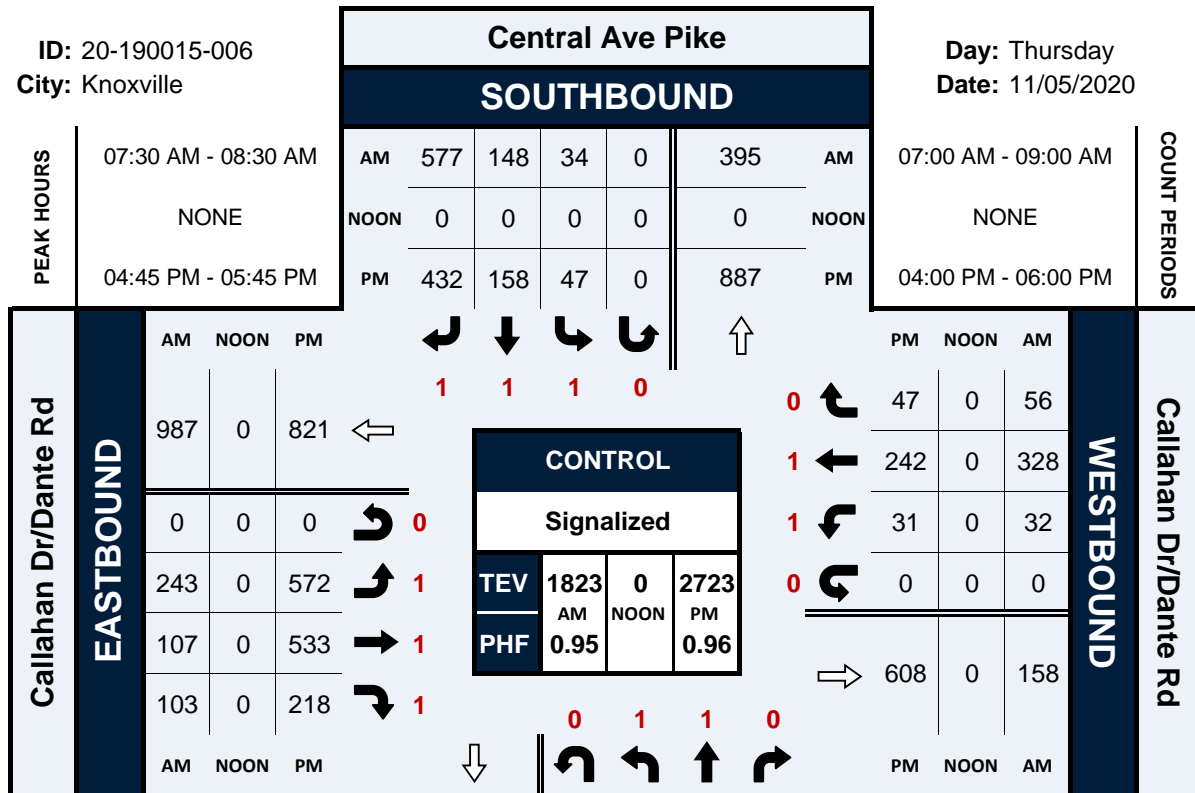 ID: 20-190015-006
City: Knoxville
Central Ave Pike
SOUTHBOUND
Day: Thursday
Date: 11/05/2020
PEAK HOURS
07:30 AM - 08:30 AM
NONE
04:45 PM - 05:45 PM
AM 577 148 34 0 395 AM
NOON 0 0 0 0 0 NOON
PM 432 158 47 0 887 PM
07:00 AM - 09:00 AM
NONE
04:00 PM - 06:00 PM
COUNT PERIODS
1 1 1 0
Callahan Dr/Dante Rd
EASTBOUND
AM NOON PM
987 0 821
0 0 0 0
243 0 572 1
107 0 533 1
103 0 218 1
AM NOON PM
CONTROL
Signalized
TEV 1823 0 2723
AM NOON PM
PHF 0.95 0.96
PM NOON AM
0 47 0 56
1 242 0 328
1 31 0 32
0 0 0 0
608 0 158
PM NOON AM
WESTBOUND
Callahan Dr/Dante Rd
0 1 1 0